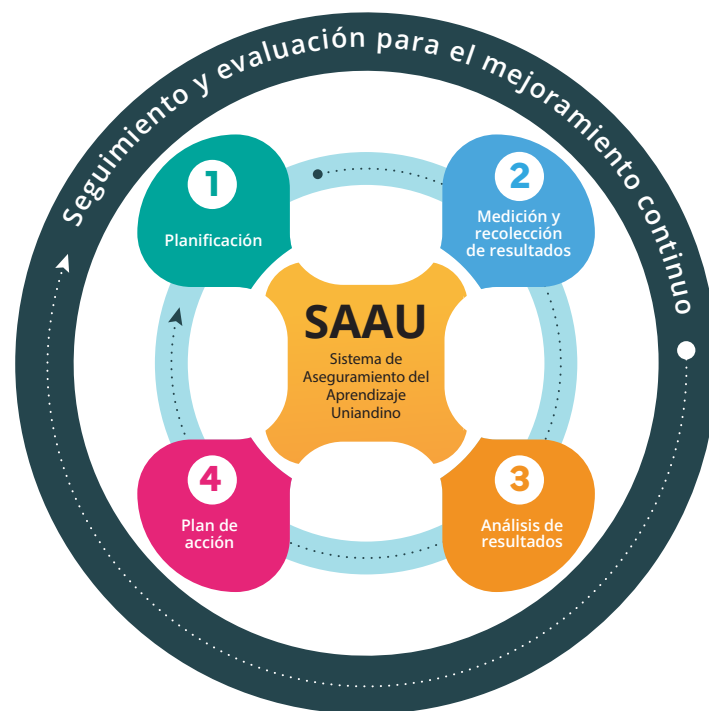 Seguimiento y evaluación para el mejoramiento continuo
1
Planificación
2
Medición y
recolección
de resultados
SAAU
Sistema de
Aseguramiento del
Aprendizaje
Uniandino
4
Plan de
acción
3
Análisis de
resultados